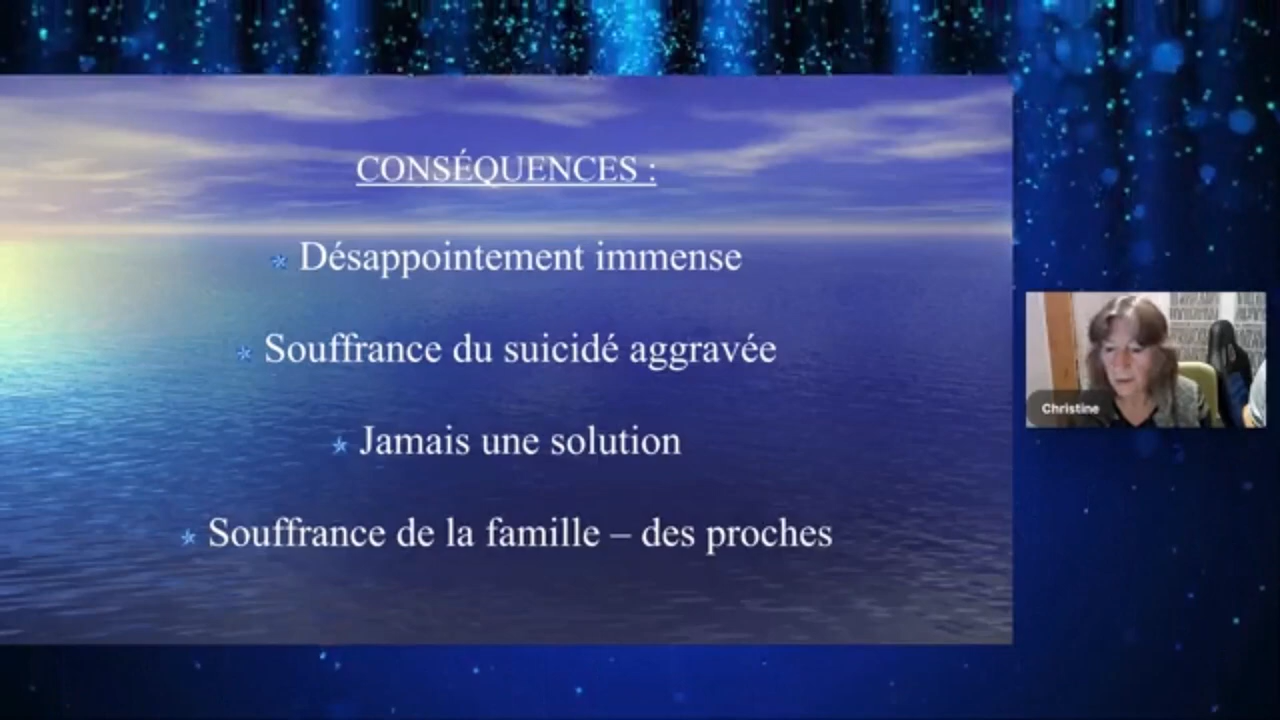 CONSÉQUENCES :
Désappointement immense
Souffrance du suicidé aggravée
Jamais une solution
Souffrance de la famille – des proches
Christine